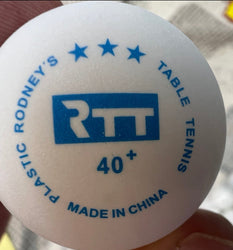 PLASTIC RODNEY'S TABLE TENNIS
RTT
40+
MADE IN CHINA